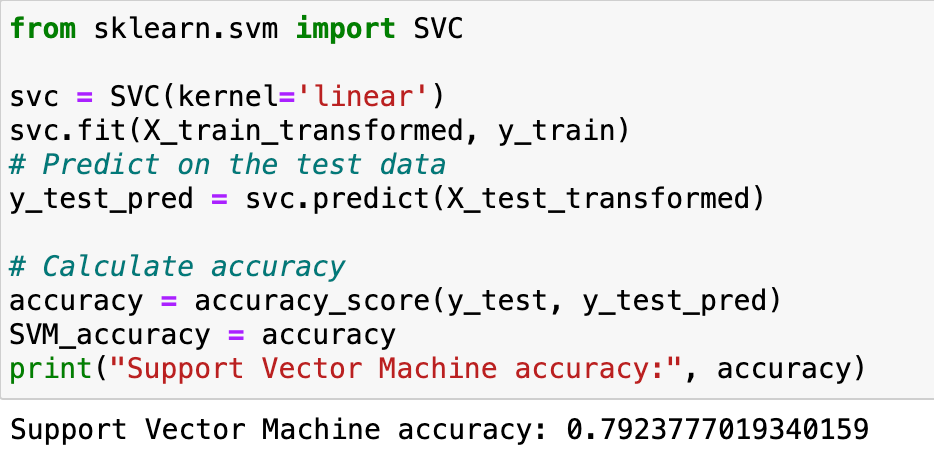 from sklearn.svm import SVC
svc = SVC(kernel='linear')
svc.fit(X_train_transformed, y_train)
# Predict on the test data
y_test_pred = svc.predict(X_test_transformed)
# Calculate accuracy
accuracy = accuracy_score(y_test, y_test_pred)
SVM_accuracy = accuracy
print("Support Vector Machine accuracy:", accuracy)
Support Vector Machine accuracy: 0.7923777019340159